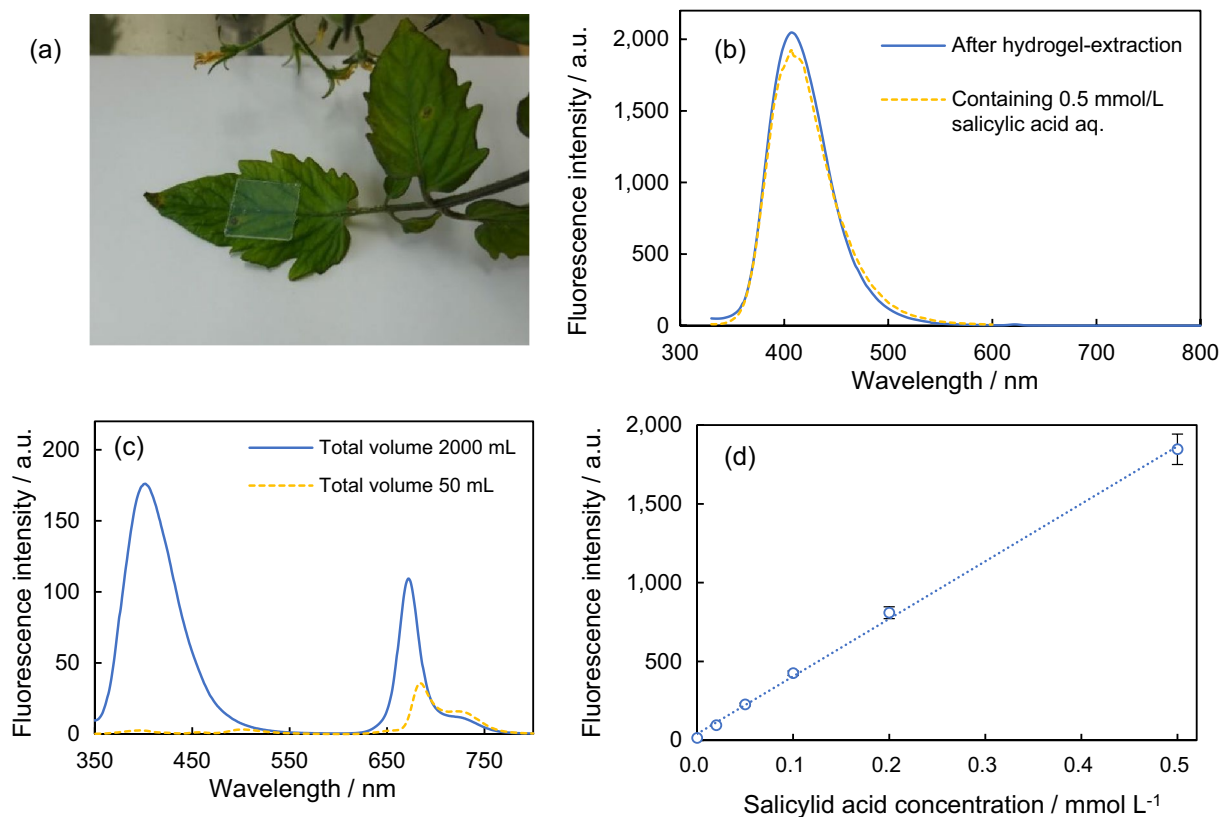 (a)
(b)
Fluorescence intensity / a.u.
2,000
1,500
1,000
500
0
After hydrogel-extraction
Containing 0.5 mmol/L
salicylic acid aq.
300 400 500 600 700 800
Wavelength / nm
(c)
Fluorescence intensity / a.u.
200
150
100
50
0
Total volume 2000 mL
Total volume 50 mL
350 450 550 650 750
Wavelength / nm
(d)
Fluorescence intensity / a.u.
2,000
1,500
1,000
500
0
0.0 0.1 0.2 0.3 0.4 0.5
Salicylid acid concentration / mmol L⁻¹